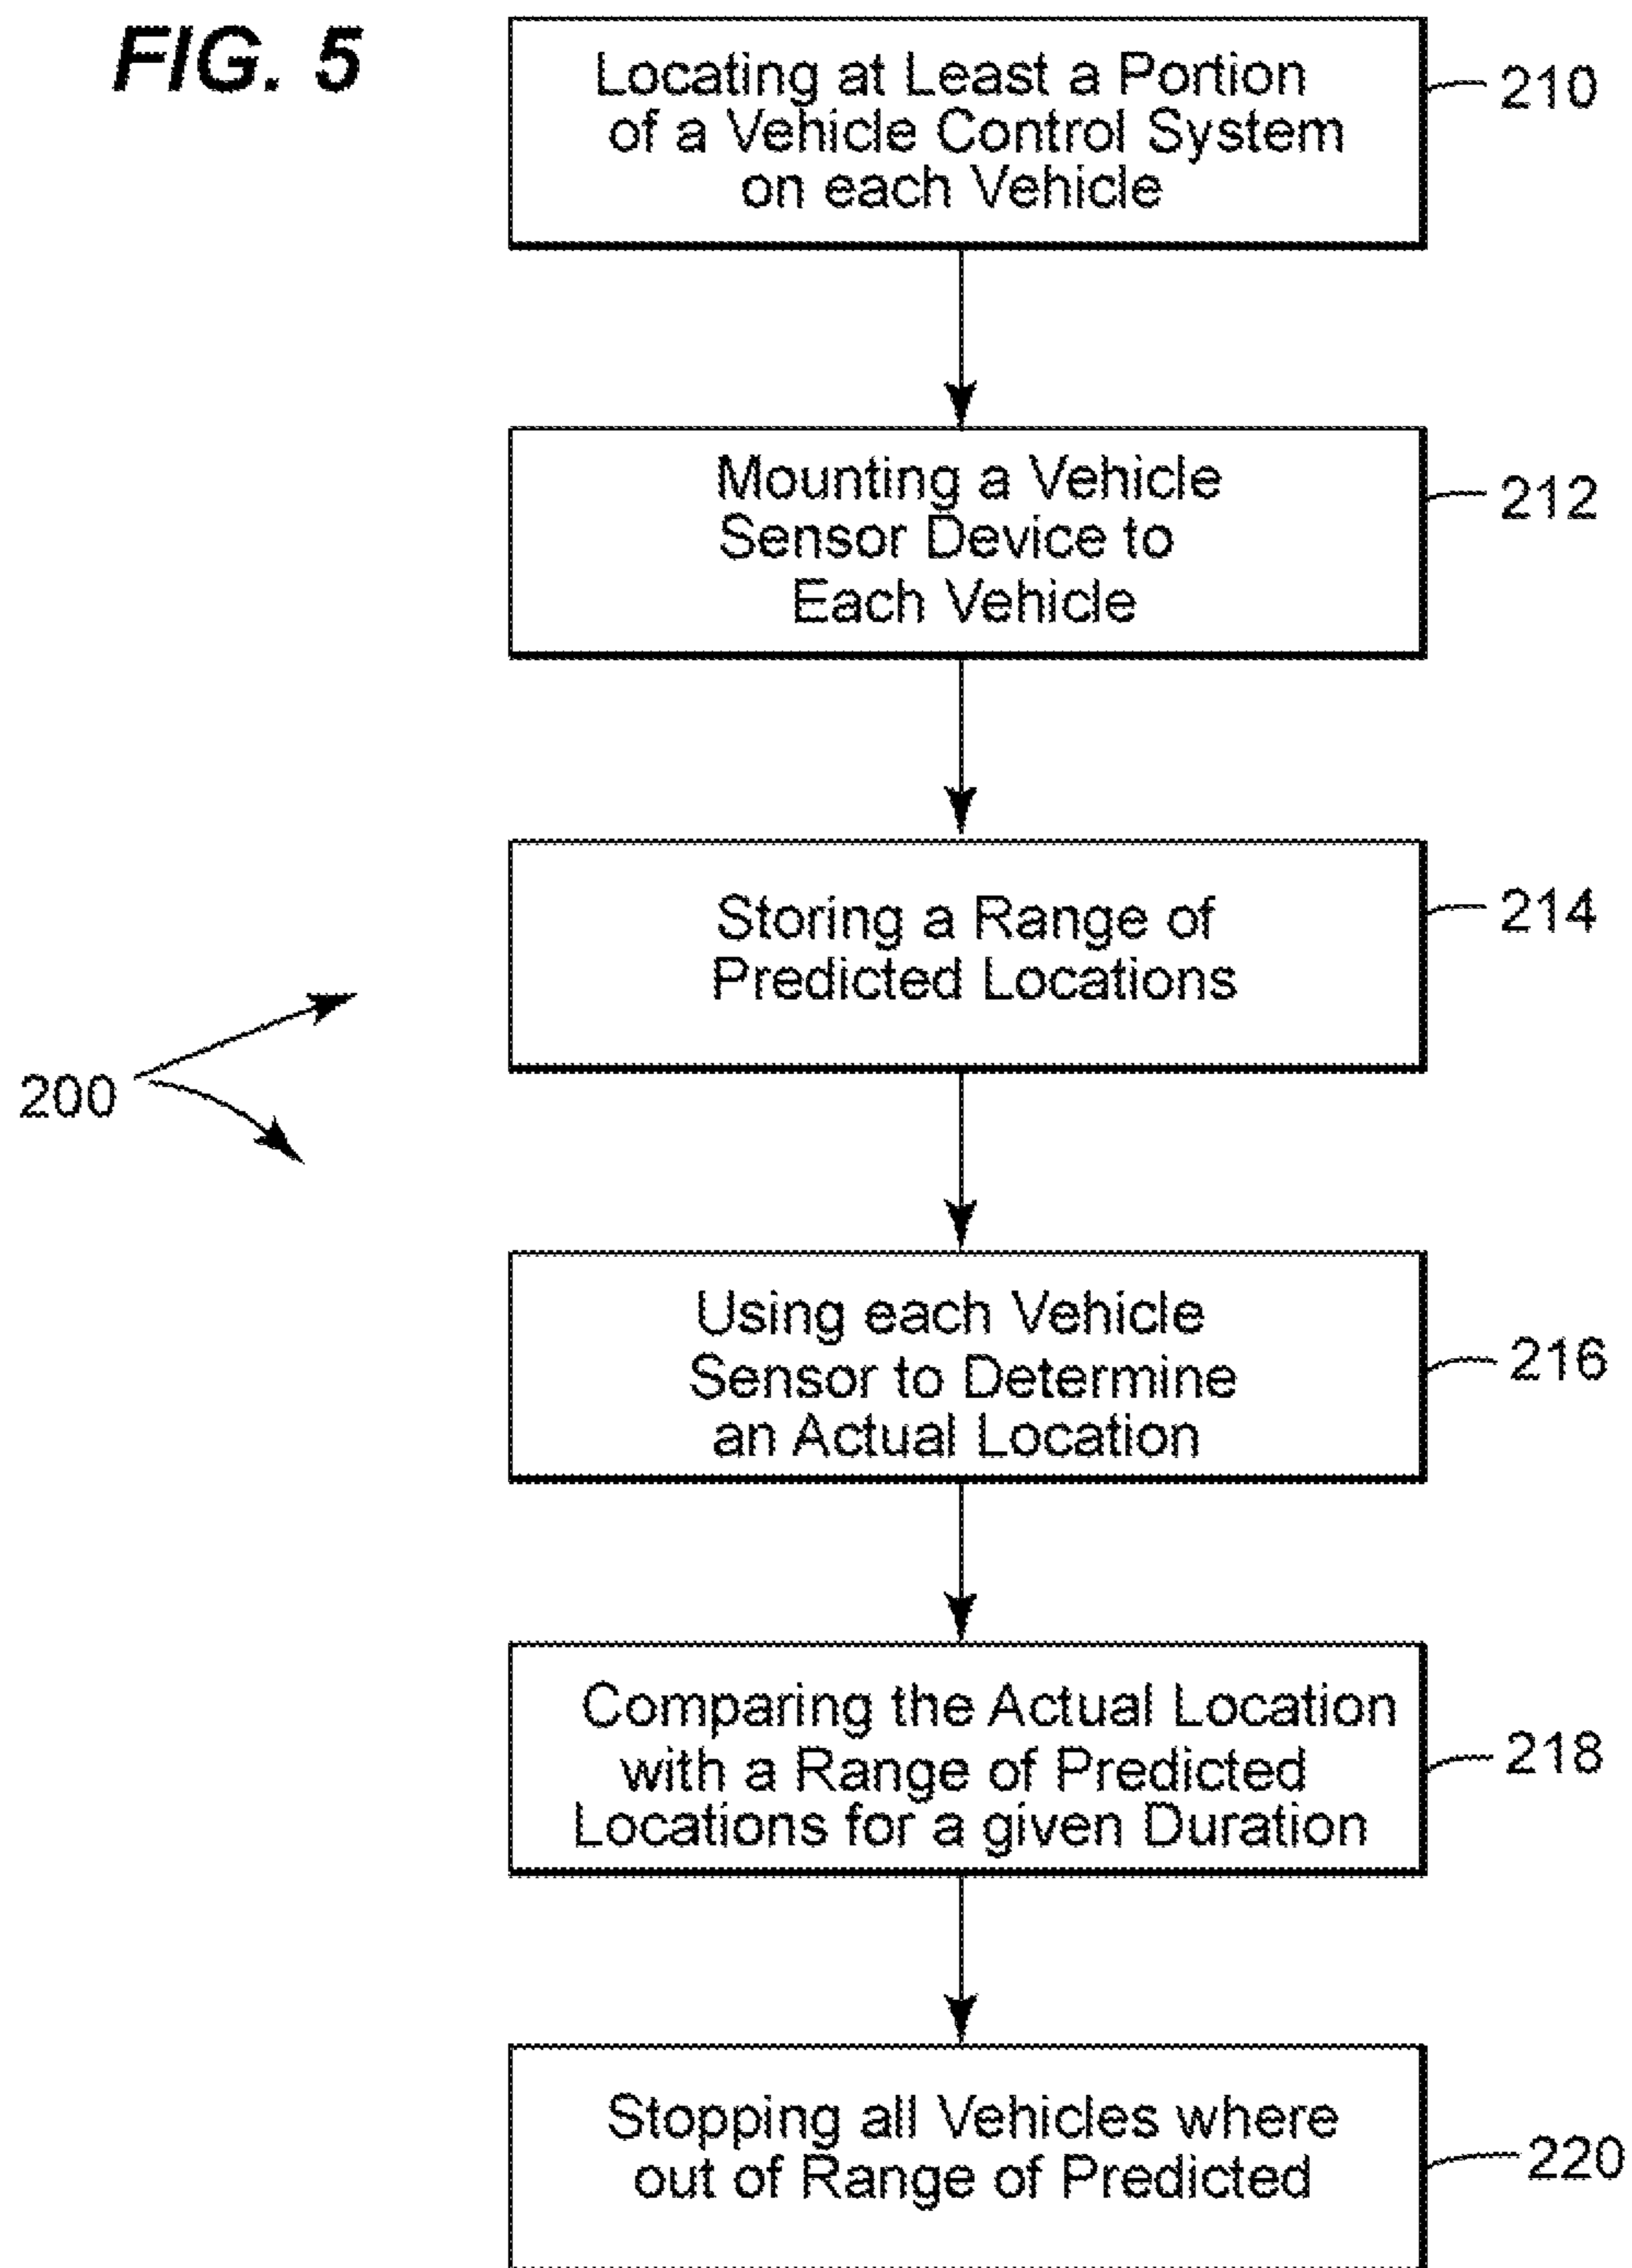 FIG. 5
Locating at Least a Portion
of a Vehicle Control System
on each Vehicle
210
Mounting a Vehicle
Sensor Device to
Each Vehicle
212
Storing a Range of
Predicted Locations
214
200
Using each Vehicle
Sensor to Determine
an Actual Location
216
Comparing the Actual Location
with a Range of Predicted
Locations for a given Duration
218
Stopping all Vehicles where
out of Range of Predicted
220